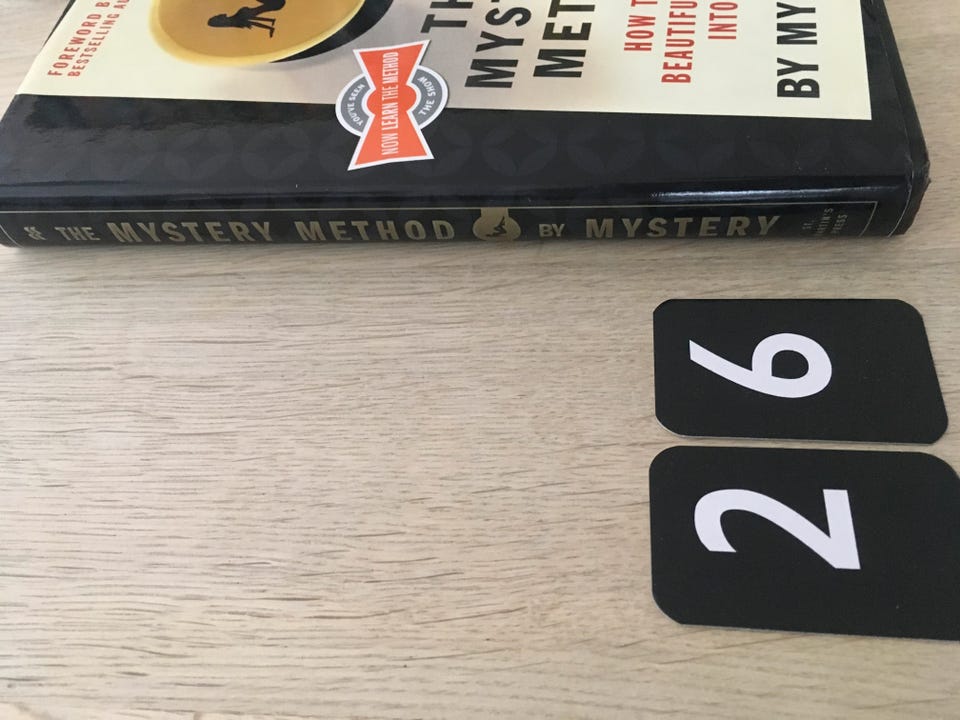 FOREWORD B
BESTSELLING AU
TH
MYST
MET
HOW T
BEAUTIFU
INTO
BY MY
YOU'VE SEEN
NOW LEARN THE METHOD
THE SHOW
THE MYSTERY METHOD BY MYSTERY
ST.
MARTIN'S
PRESS
2 6